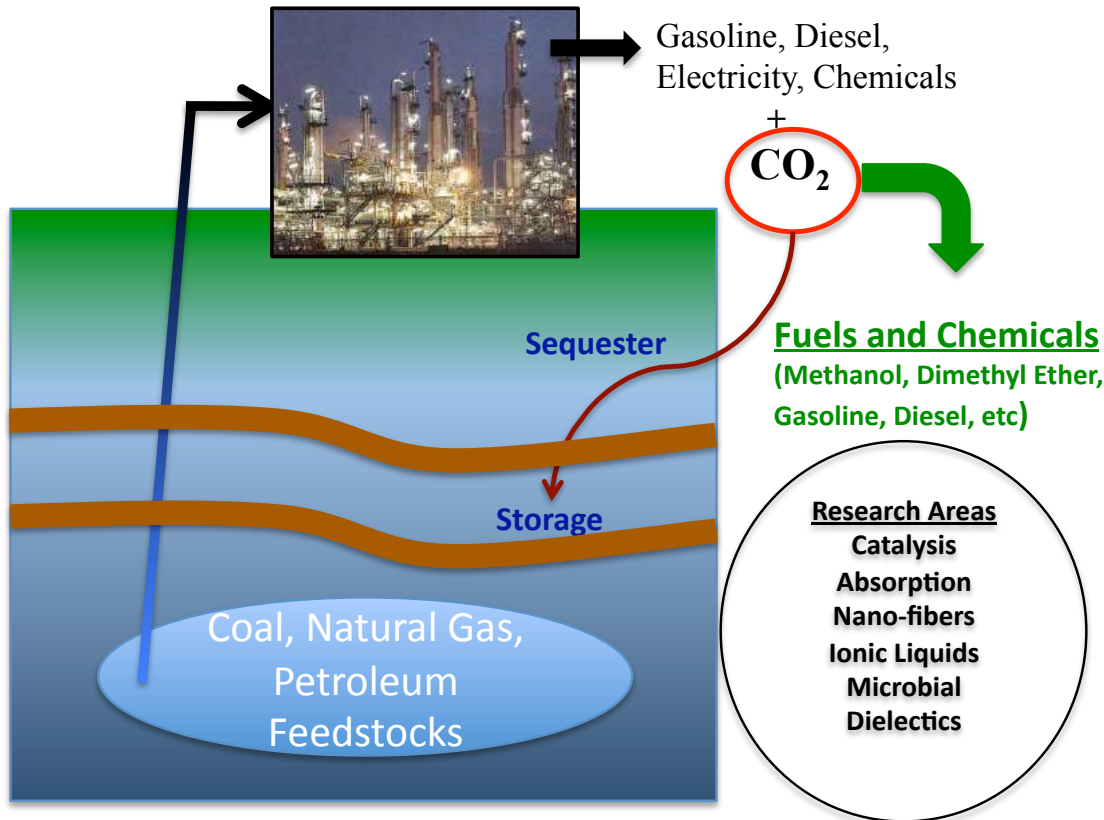 Gasoline, Diesel,
Electricity, Chemicals
+
CO₂
Sequester
Fuels and Chemicals
(Methanol, Dimethyl Ether,
Gasoline, Diesel, etc)
Storage
Research Areas
Catalysis
Absorption
Nano-fibers
Ionic Liquids
Microbial
Dielectics
Coal, Natural Gas,
Petroleum
Feedstocks